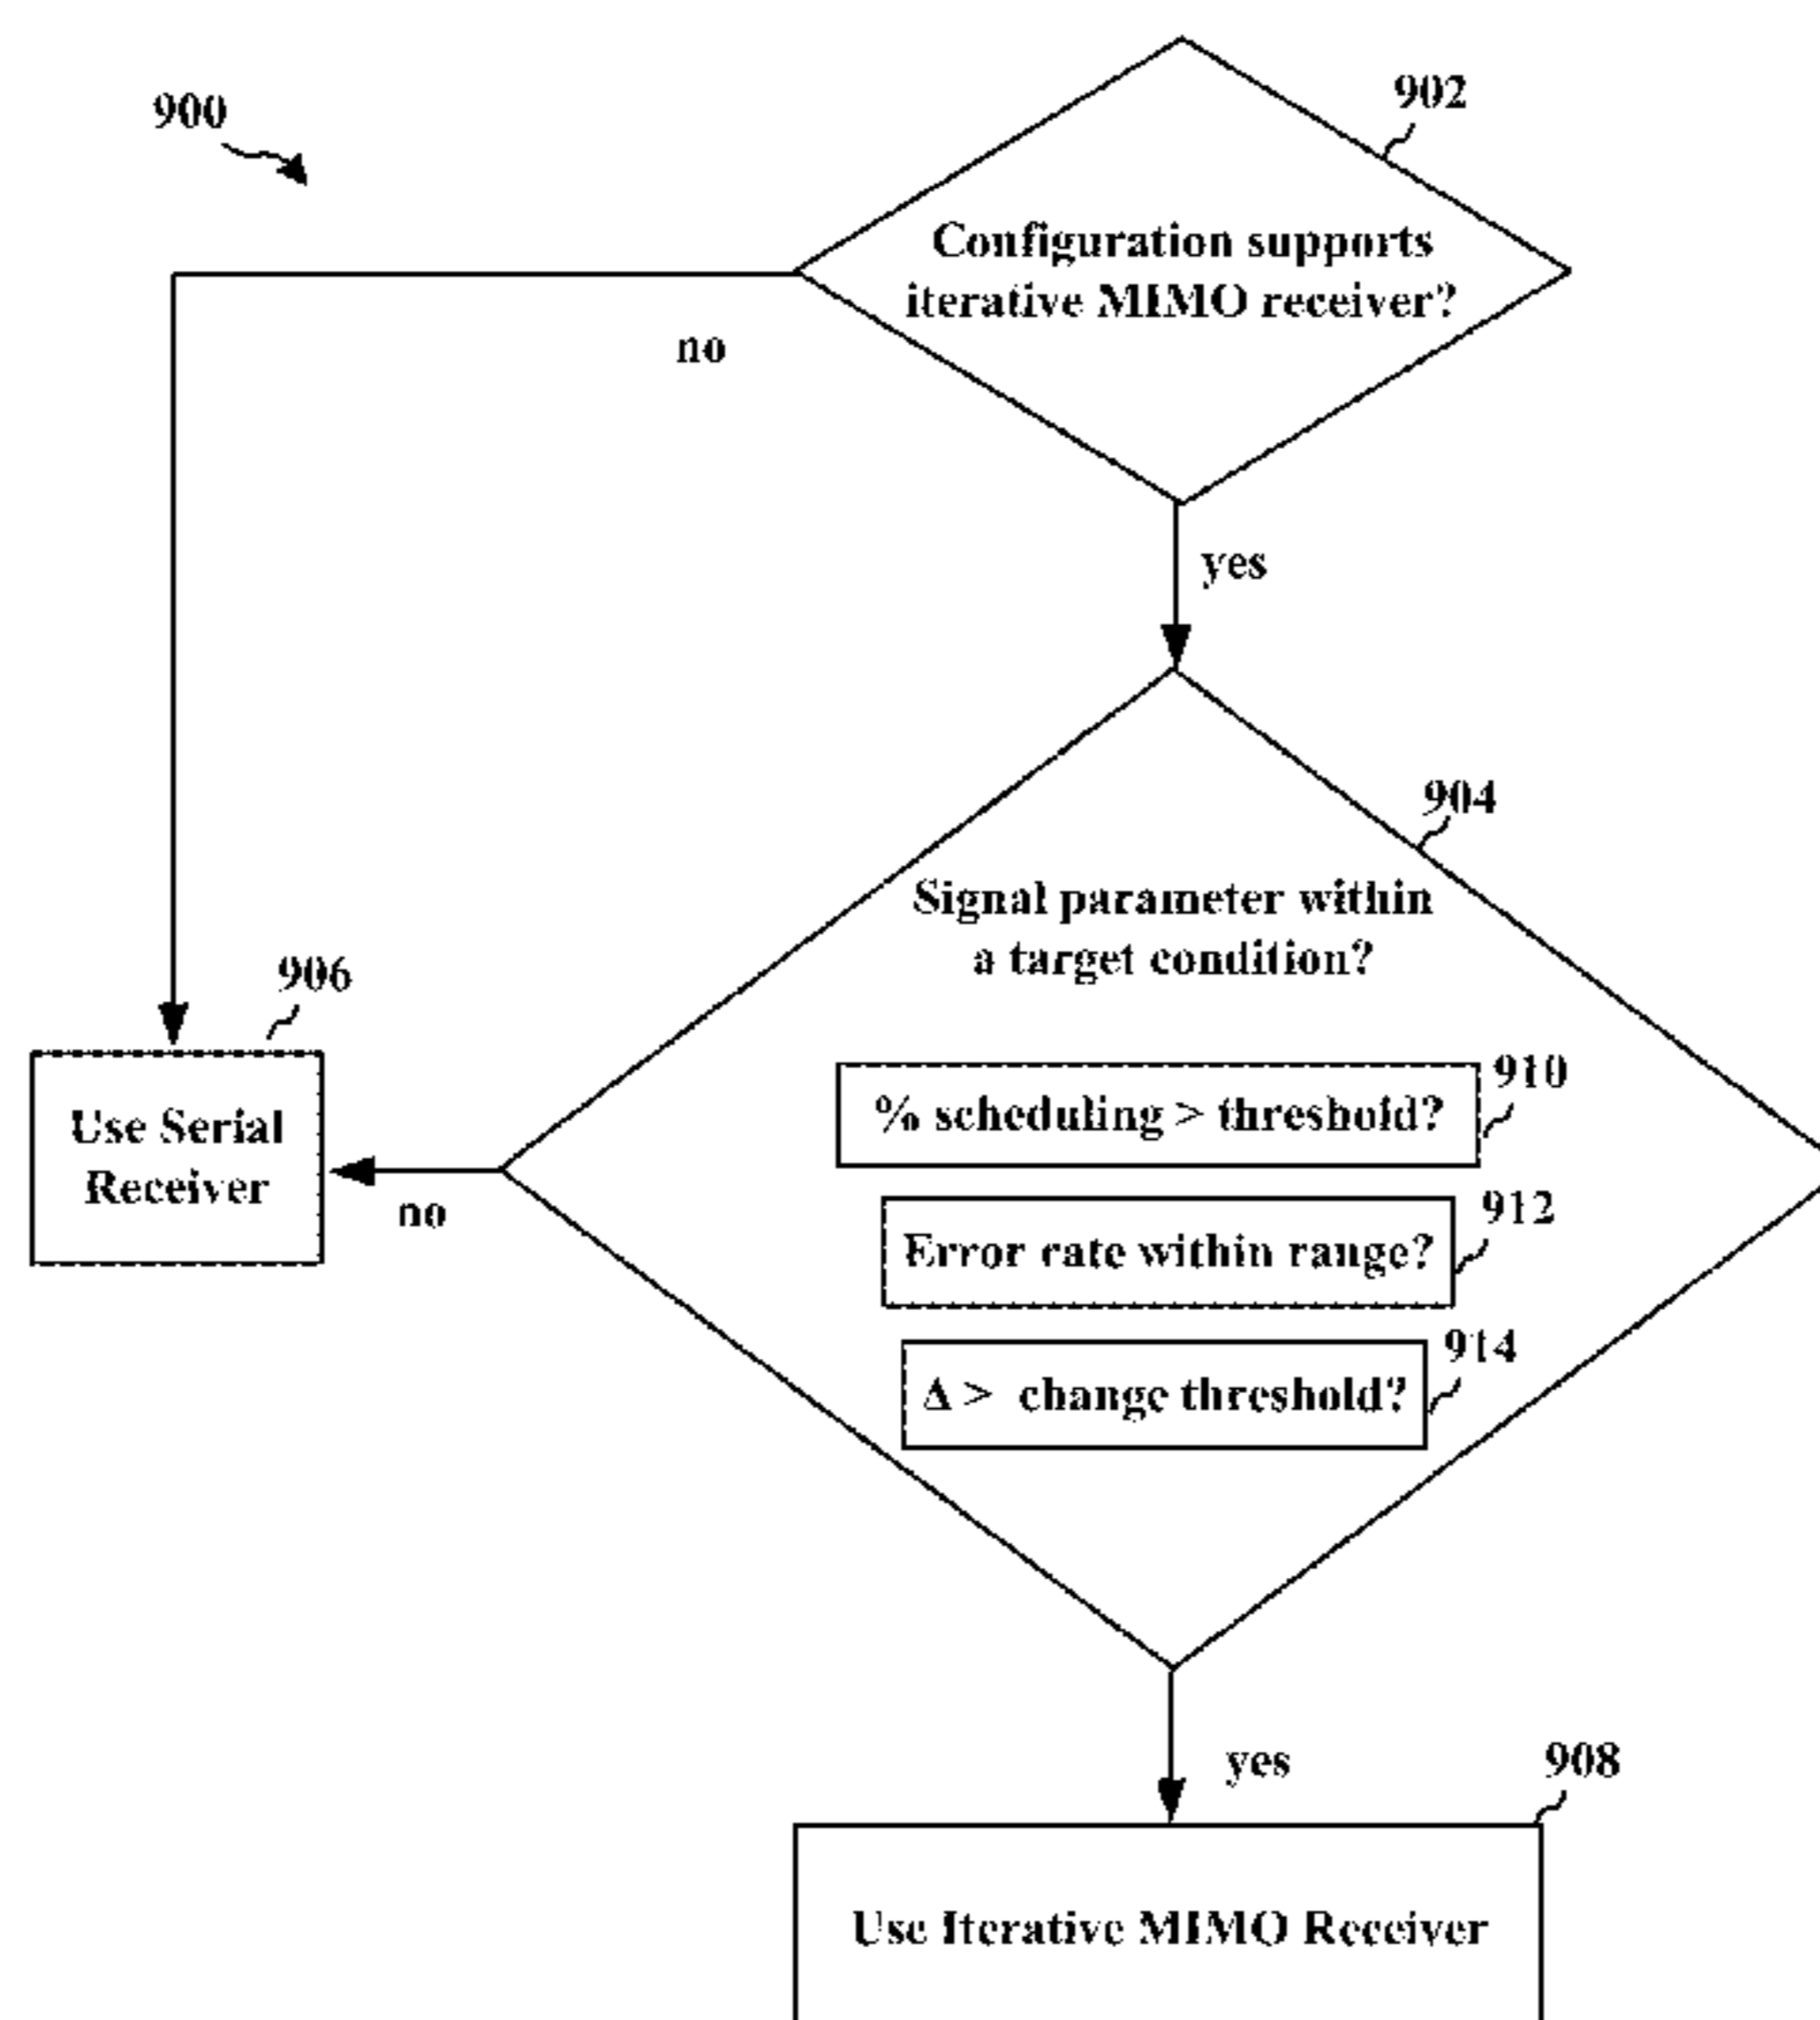 900
902
Configuration supports
iterative MIMO receiver?
no
yes
904
Signal parameter within
a target condition?
906
Use Serial
Receiver
no
910
% scheduling > threshold?
912
Error rate within range?
914
Δ > change threshold?
yes
908
Use Iterative MIMO Receiver